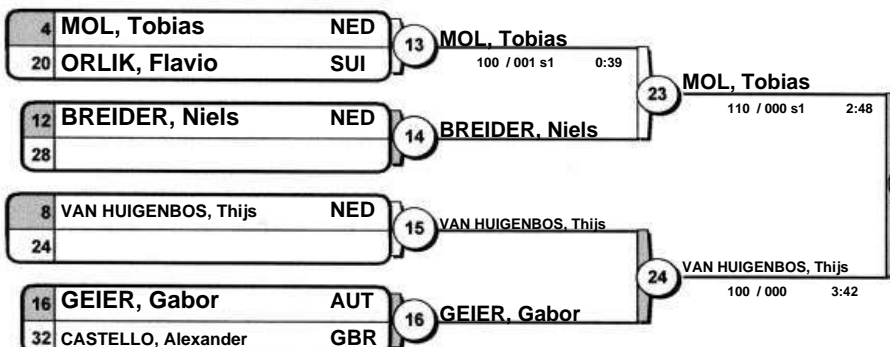 4 MOL, Tobias NED
20 ORLIK, Flavio SUI
13
MOL, Tobias
100 / 001 s1 0:39
12 BREIDER, Niels NED
28
14
BREIDER, Niels
23
MOL, Tobias
110 / 000 s1 2:48
8 VAN HUIGENBOS, Thijs NED
24
15
VAN HUIGENBOS, Thijs
16 GEIER, Gabor AUT
32 CASTELLO, Alexander GBR
16
GEIER, Gabor
24
VAN HUIGENBOS, Thijs
100 / 000 3:42